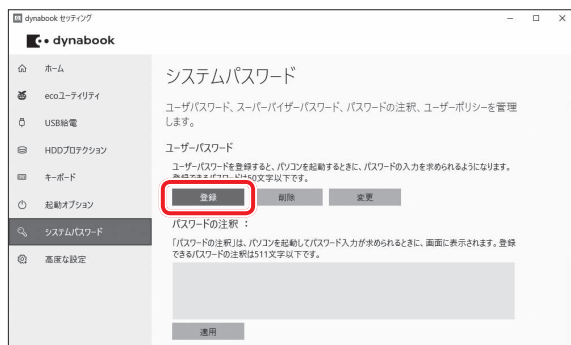 dynabook セッティング
dynabook
ホーム
ecoユーティリティ
USB給電
HDDプロテクション
キーボード
起動オプション
システムパスワード
高度な設定
システムパスワード
ユーザパスワード、スーパーバイザーパスワード、パスワードの注釈、ユーザーポリシーを管理
します。
ユーザーパスワード
ユーザパスワードを登録すると、パソコンを起動するときに、パスワードの入力を求められるようになります。
登録できるパスワードは50文字以下です。
登録 削除 変更
パスワードの注釈 :
「パスワードの注釈」は、パソコンを起動してパスワード入力が求められるときに、画面に表示されます。登録
できるパスワードの注釈は511文字以下です。
適用